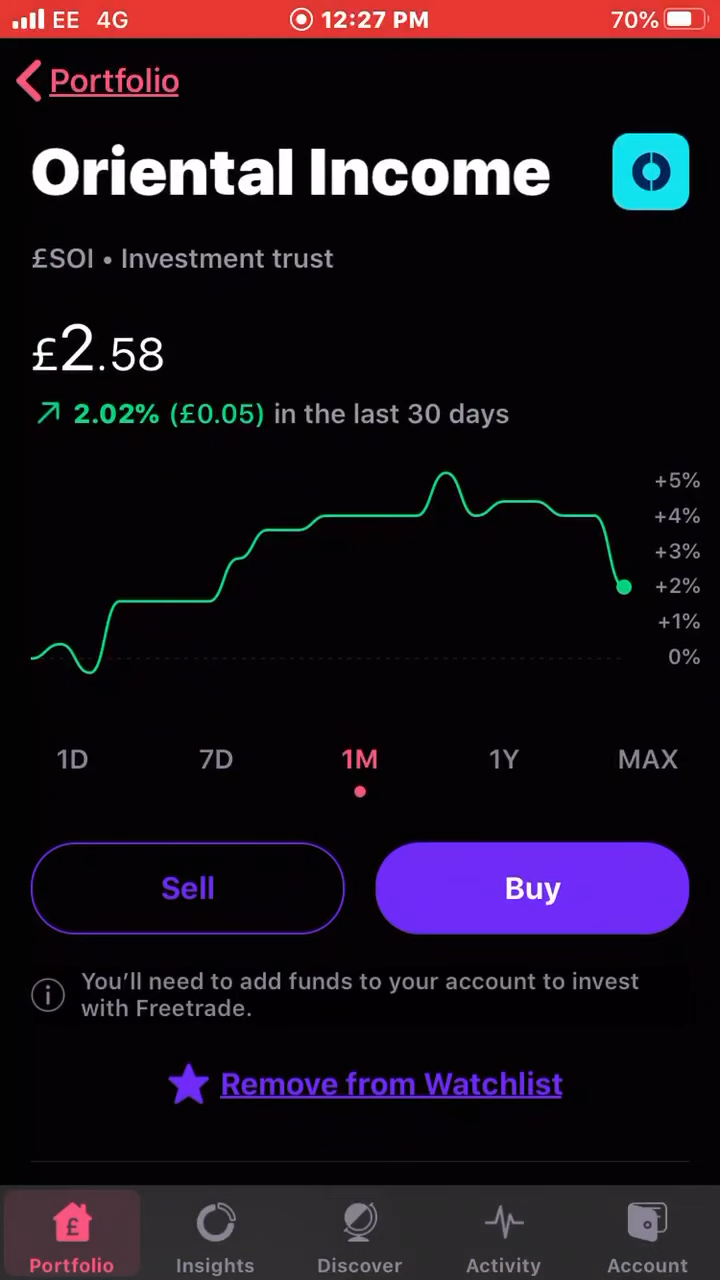 EE 4G 12:27 PM 70%
Portfolio
Oriental Income
£SOI • Investment trust
£2.58
2.02% (£0.05) in the last 30 days
+5%
+4%
+3%
+2%
+1%
0%
1D 7D 1M 1Y MAX
Sell Buy
You’ll need to add funds to your account to invest
with Freetrade.
Remove from Watchlist
£
Portfolio Insights Discover Activity Account